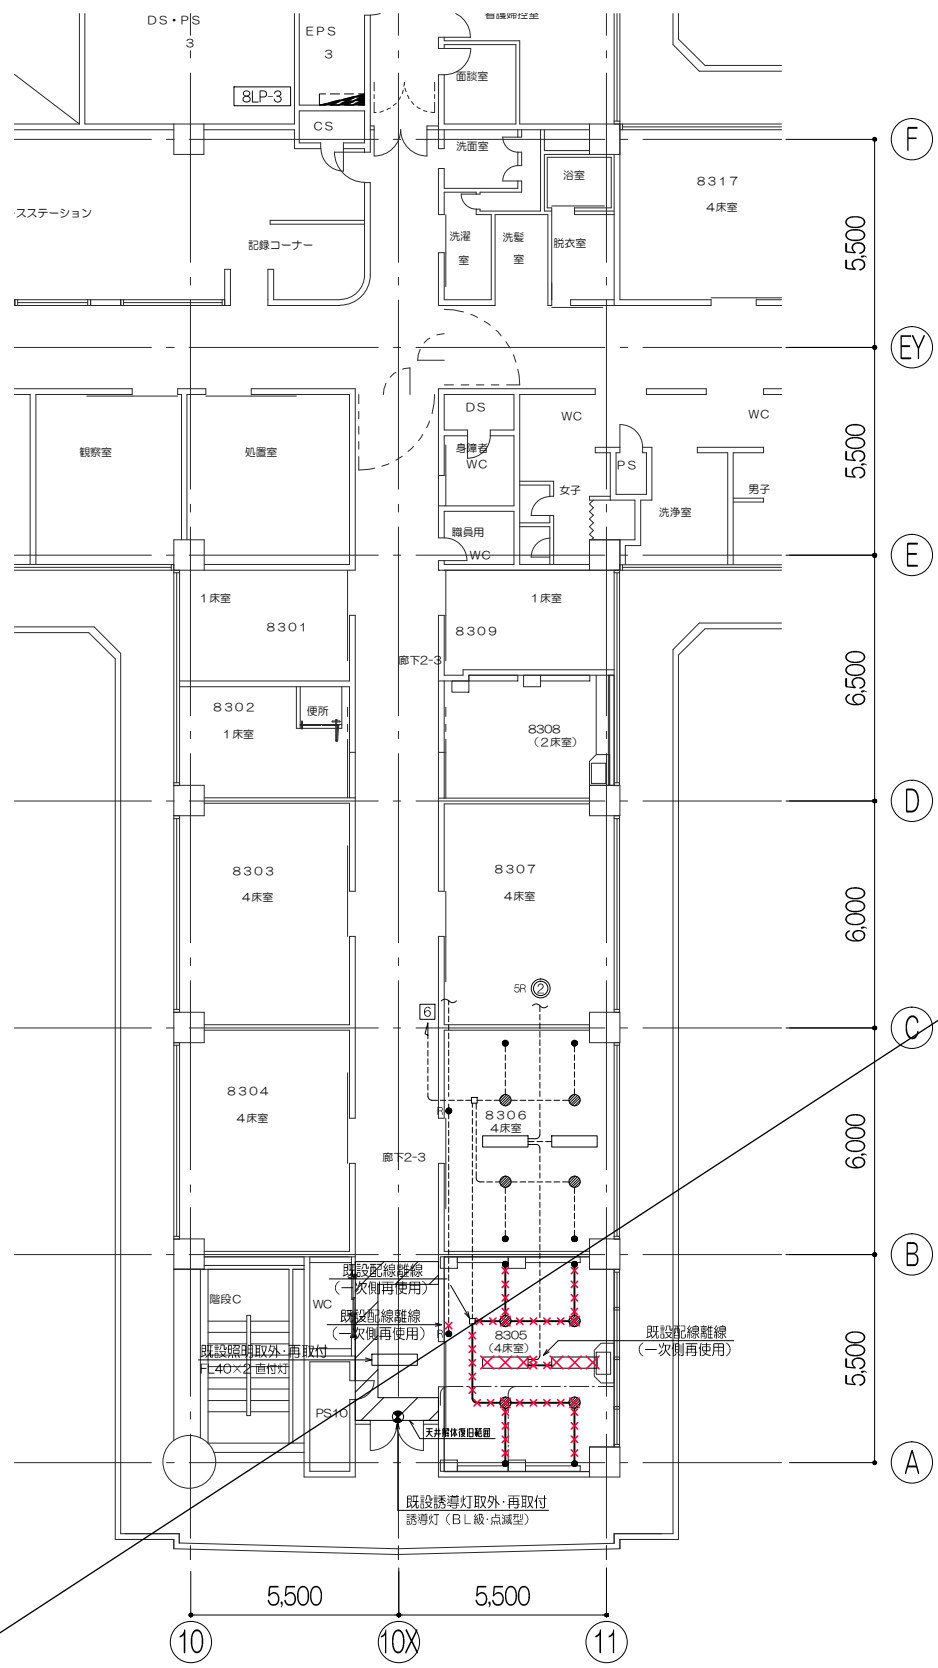 DS・PS
3
EPS
3
看護婦控室
面談室
8LP-3
CS
洗面室
浴室
8317
4床室
F
記録コーナー
洗濯
室
洗髪
室
脱衣室
5,500
EY
DS
WC
WC
観察室
処置室
身障者
WC
PS
女子
男子
洗浄室
職員用
WC
5,500
E
1床室
8301
1床室
8309
廊下2-3
6,500
8302
1床室
便所
8308
(2床室)
D
8303
4床室
8307
4床室
6,000
5R
2
6
C
8304
4床室
R
8306
4床室
廊下2-3
6,000
B
既設配線離線
(一次側再使用)
階段C
WC
既設配線離線
(一次側再使用)
R
8305
(4床室)
既設配線離線
(一次側再使用)
既設照明取外・再取付
FL40×2 直付灯
5,500
PS10
天井解体復旧範囲
A
既設誘導灯取外・再取付
誘導灯(BL級・点滅型)
5,500
5,500
10
10X
11